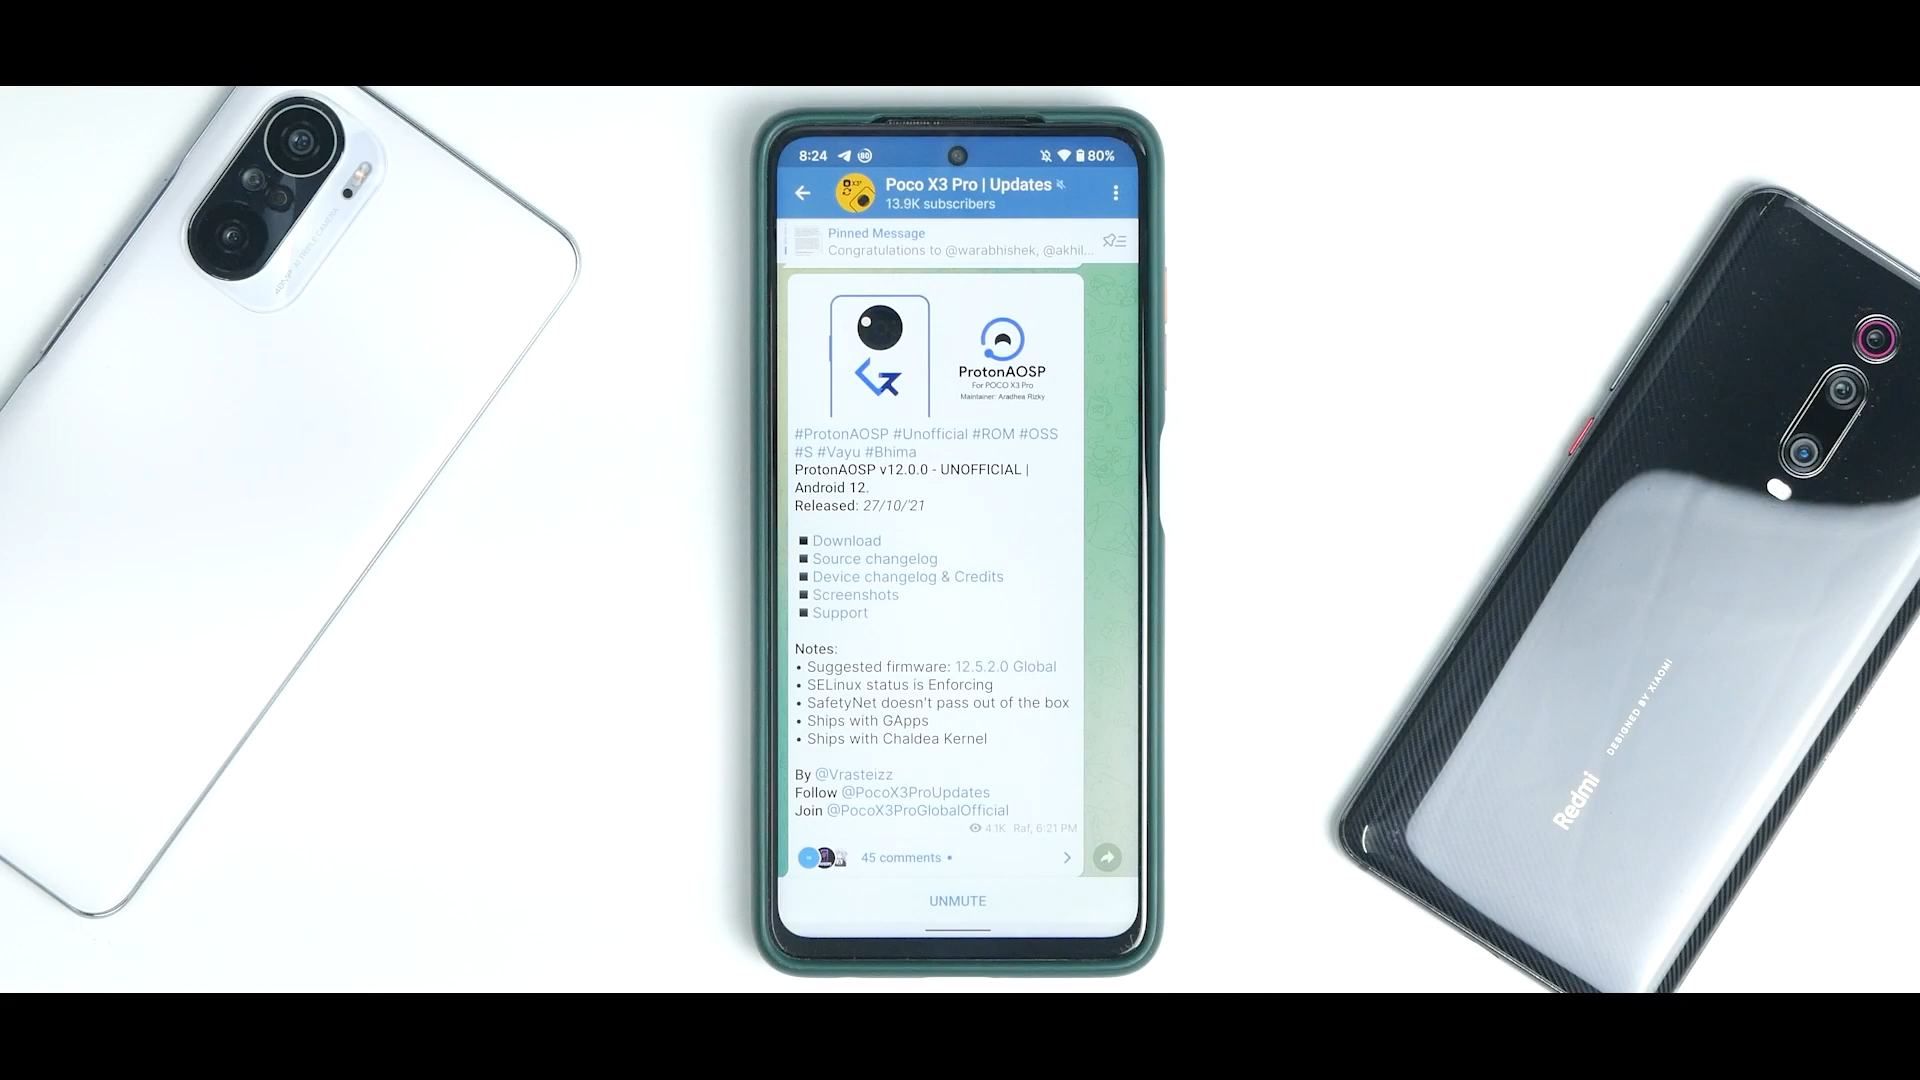 8:24
80
80%
Poco X3 Pro | Updates
13.9K subscribers
Pinned Message
Congratulations to @warabhishek, @akhil...
ProtonAOSP
For POCO X3 Pro
Maintainer: Aradhea Rizky
#ProtonAOSP #Unofficial #ROM #OSS
#S #Vayu #Bhima
ProtonAOSP v12.0.0 - UNOFFICIAL |
Android 12.
Released: 27/10/'21
Download
Source changelog
Device changelog & Credits
Screenshots
Support
Notes:
• Suggested firmware: 12.5.2.0 Global
• SELinux status is Enforcing
• SafetyNet doesn't pass out of the box
• Ships with GApps
• Ships with Chaldea Kernel
By @Vrasteizz
Follow @PocoX3ProUpdates
Join @PocoX3ProGlobalOfficial
4.1K Raf, 6:21 PM
45 comments
UNMUTE
Redmi
DESIGNED BY XIAOMI